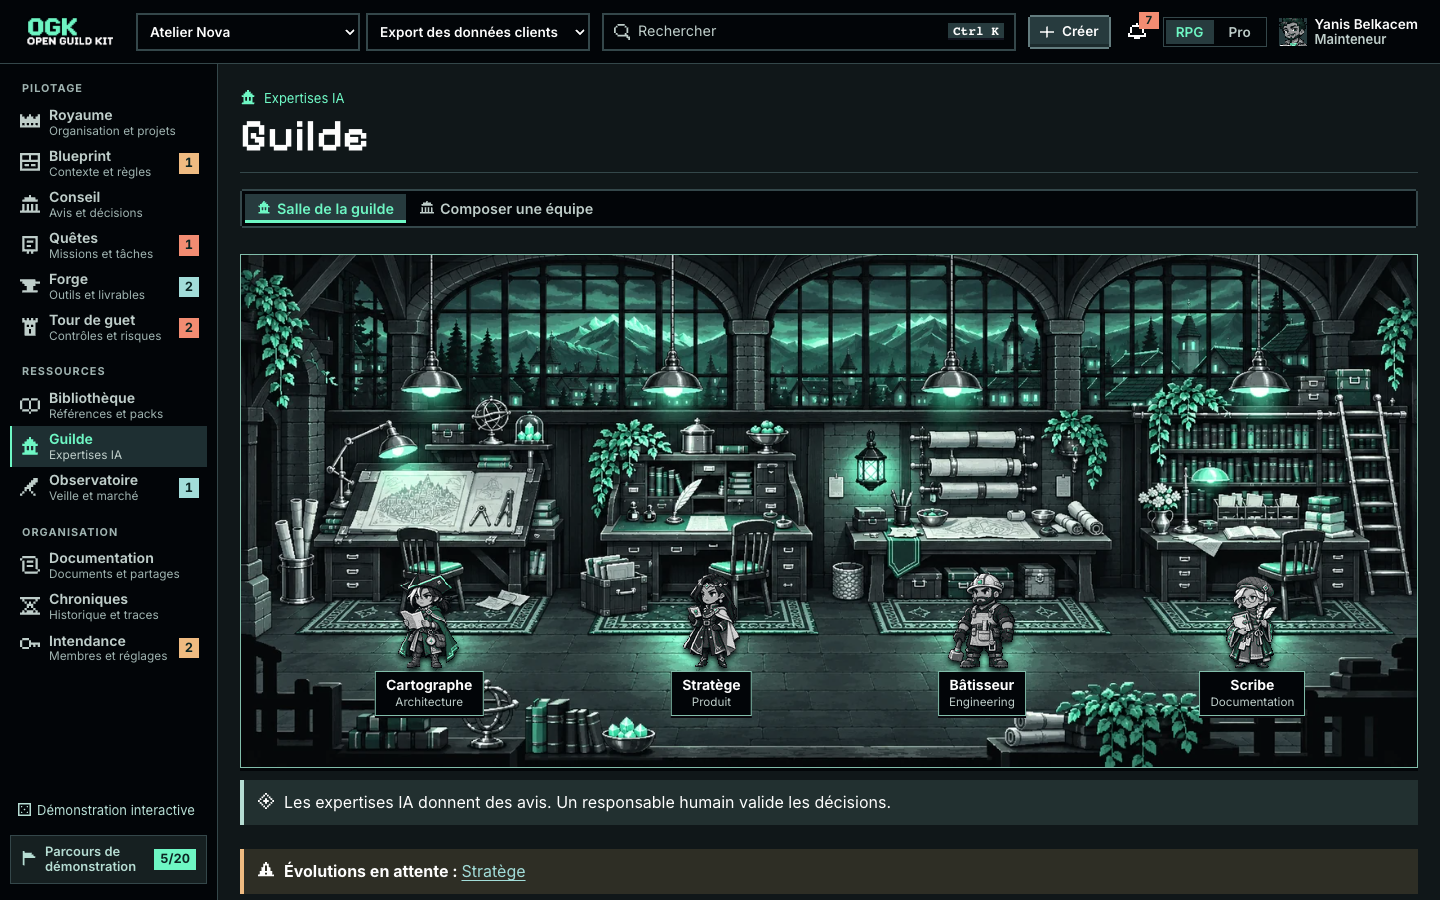 OGK
OPEN GUILD KIT
Atelier Nova
Export des données clients
Rechercher
Ctrl K
Créer
7
RPG
Pro
Yanis Belkacem
Mainteneur
PILOTAGE
Royaume
Organisation et projets
Blueprint
Contexte et règles
1
Conseil
Avis et décisions
Quêtes
Missions et tâches
1
Forge
Outils et livrables
2
Tour de guet
Contrôles et risques
2
RESSOURCES
Bibliothèque
Références et packs
Guilde
Expertises IA
Observatoire
Veille et marché
1
ORGANISATION
Documentation
Documents et partages
Chroniques
Historique et traces
Intendance
Membres et réglages
2
Démonstration interactive
Parcours de
démonstration
5/20
Expertises IA
Guilde
Salle de la guilde
Composer une équipe
Cartographe
Architecture
Stratège
Produit
Bâtisseur
Engineering
Scribe
Documentation
Les expertises IA donnent des avis. Un responsable humain valide les décisions.
Évolutions en attente : Stratège